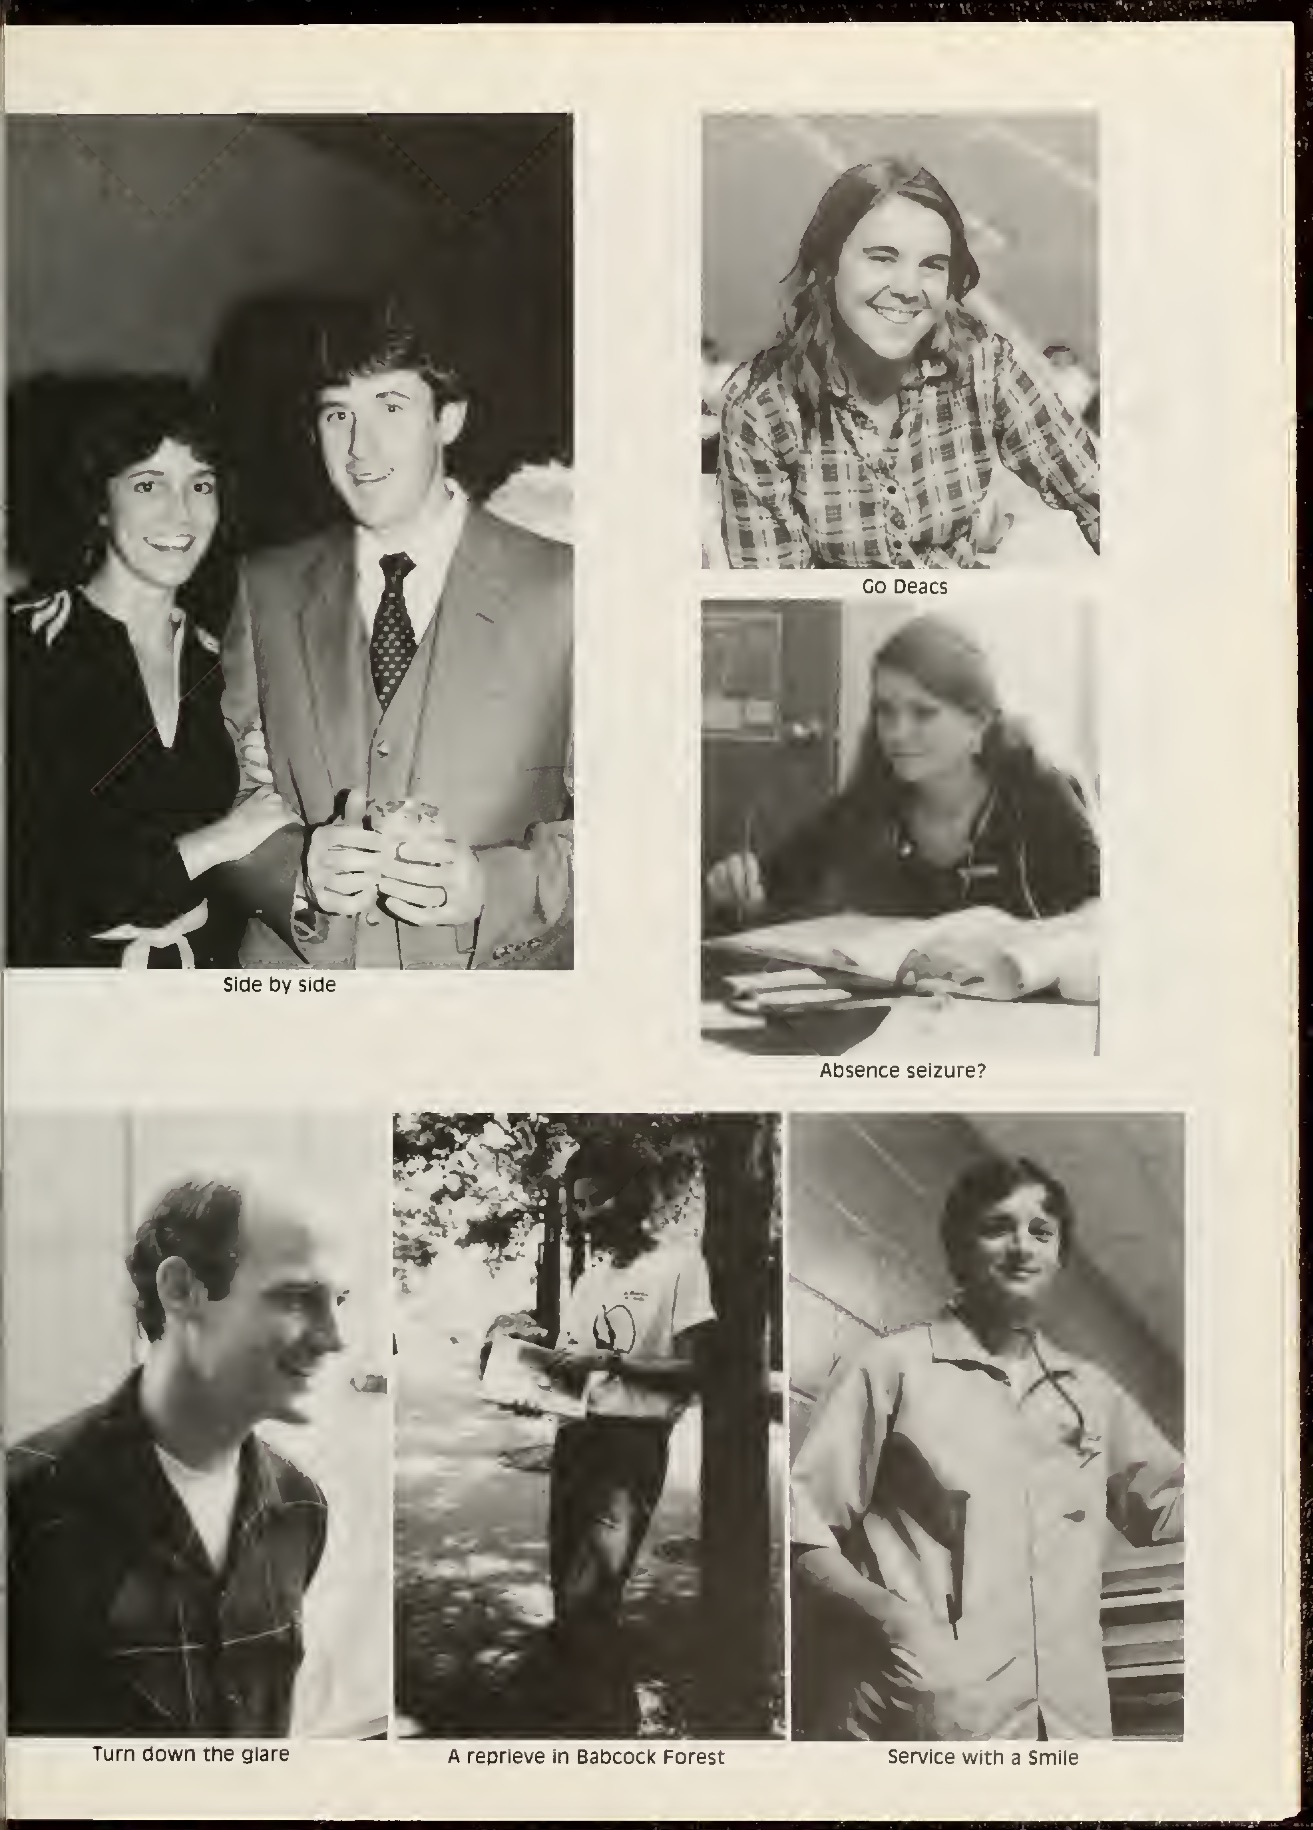 Go Deacs
Side by side
Absence seizure?
Turn down the glare
A reprieve in Babcock Forest
Service with a Smile